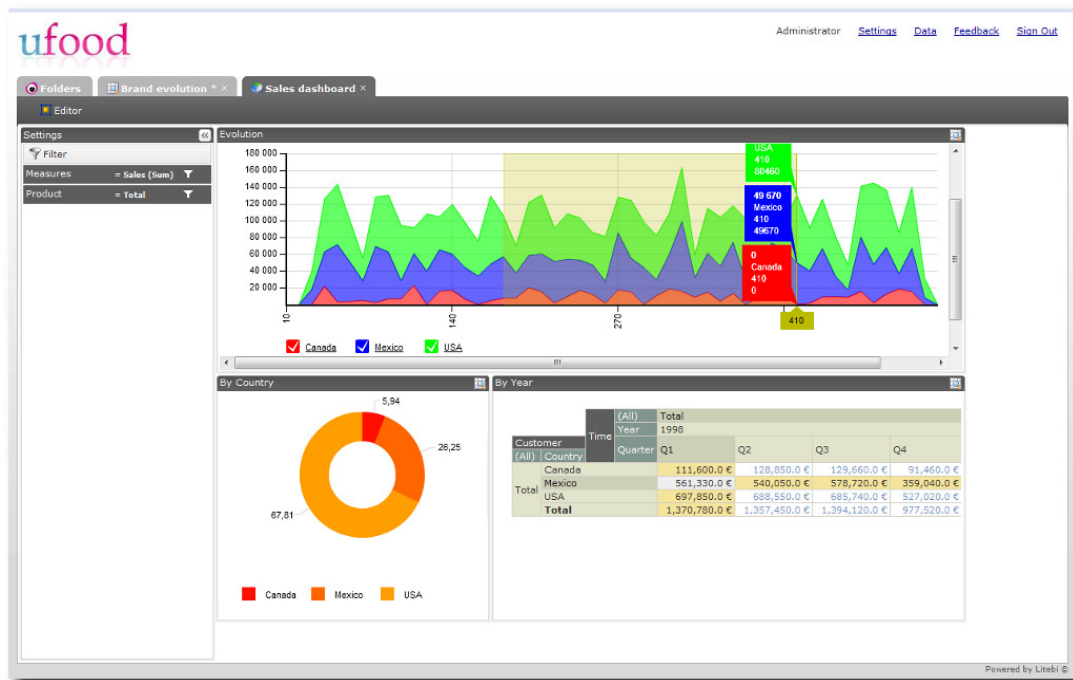 ufood
Administrator Settings Data Feedback Sign Out
Folders Brand evolution * × Sales dashboard ×
Editor
Settings «
Filter
Measures = Sales (Sum)
Product = Total
Evolution
180 000
160 000
140 000
120 000
100 000
80 000
60 000
40 000
20 000
USA
410
80460
49 670
Mexico
410
49670
0
Canada
410
0
10 140 270 410
Canada Mexico USA
By Country
5,94
26,25
67,81
Canada Mexico USA
By Year
Time (All) Total
Year 1998
Customer Quarter Q1 Q2 Q3 Q4
(All) Country
Total Canada 111,600.0 € 128,850.0 € 129,660.0 € 91,460.0 €
Mexico 561,330.0 € 540,050.0 € 578,720.0 € 359,040.0 €
USA 697,850.0 € 688,550.0 € 685,740.0 € 527,020.0 €
Total 1,370,780.0 € 1,357,450.0 € 1,394,120.0 € 977,520.0 €
Powered by Litebi ©